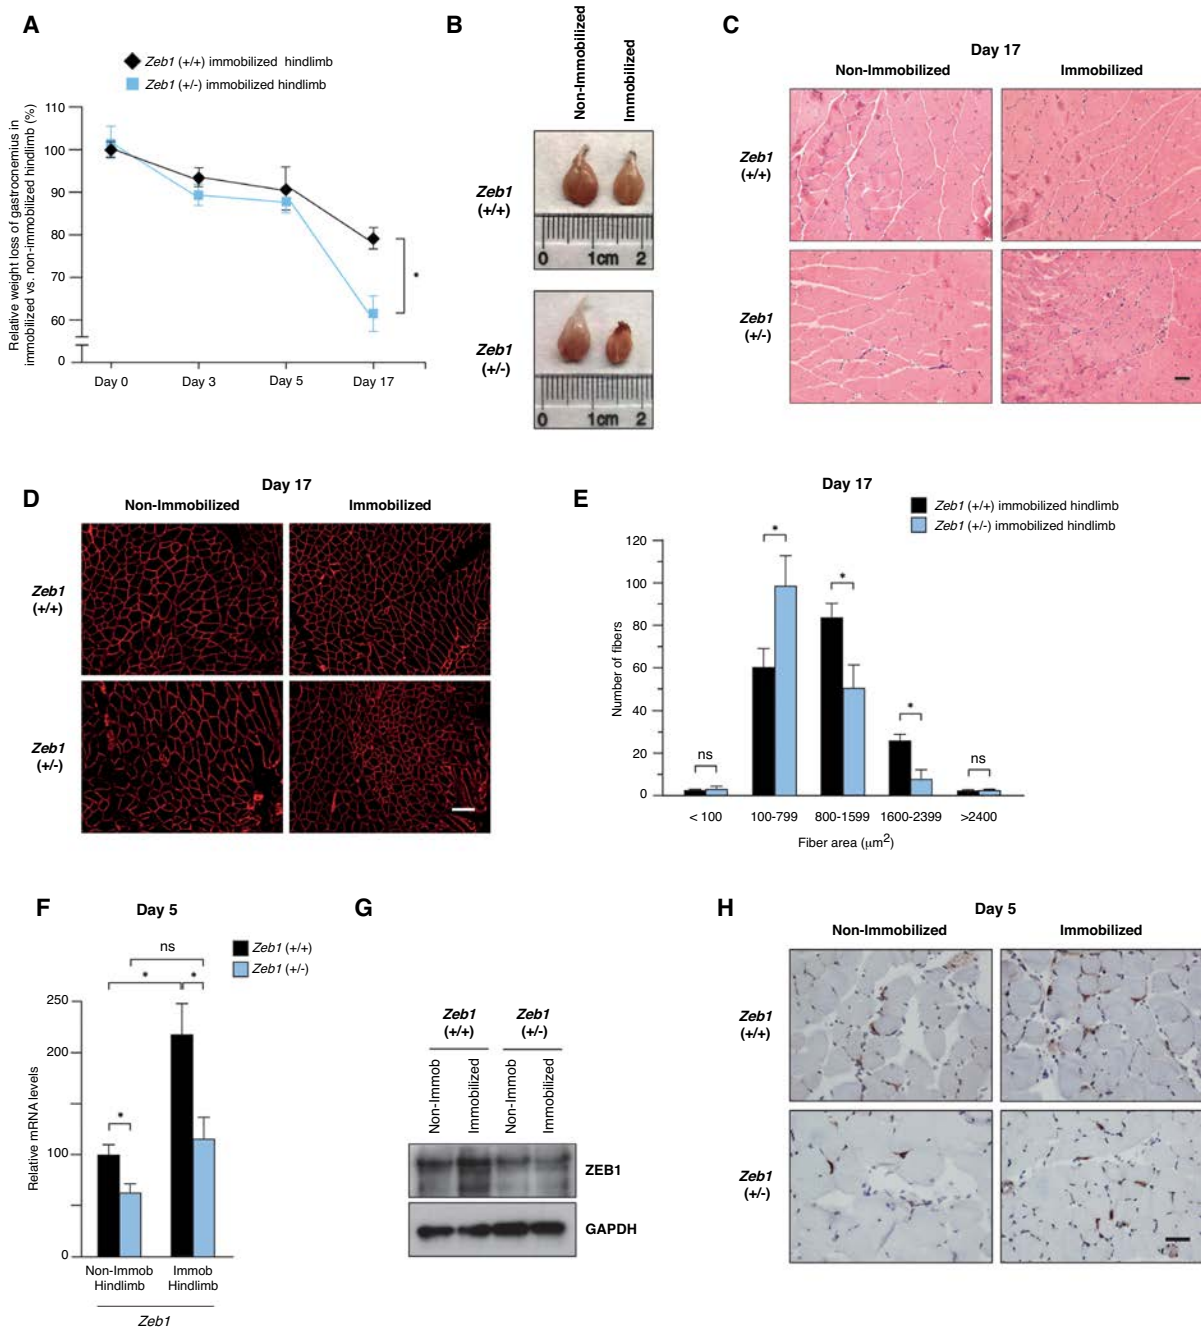 A
Zeb1 (+/+) immobilized hindlimb
Zeb1 (+/-) immobilized hindlimb
Relative weight loss of gastrocnemius in
immobilized vs. non-immobilized hindlimb (%)
110
100
90
80
70
60
0
*
Day 0
Day 3
Day 5
Day 17
B
Non-Immobilized
Immobilized
Zeb1
(+/+)
0 1cm 2
Zeb1
(+/-)
0 1cm 2
C
Day 17
Non-Immobilized
Immobilized
Zeb1
(+/+)
Zeb1
(+/-)
D
Day 17
Non-Immobilized
Immobilized
Zeb1
(+/+)
Zeb1
(+/-)
E
Day 17
Zeb1 (+/+) immobilized hindlimb
Zeb1 (+/-) immobilized hindlimb
Number of fibers
120
100
80
60
40
20
0
ns
*
*
*
ns
< 100
100-799
800-1599
1600-2399
>2400
Fiber area (μm2)
F
Day 5
Zeb1 (+/+)
Zeb1 (+/-)
ns
*
*
*
Relative mRNA levels
250
200
100
0
Non-Immob
Hindlimb
Immob
Hindlimb
Zeb1
G
Zeb1
(+/+)
Zeb1
(+/-)
Non-Immob
Immobilized
Non-Immob
Immobilized
ZEB1
GAPDH
H
Day 5
Non-Immobilized
Immobilized
Zeb1
(+/+)
Zeb1
(+/-)